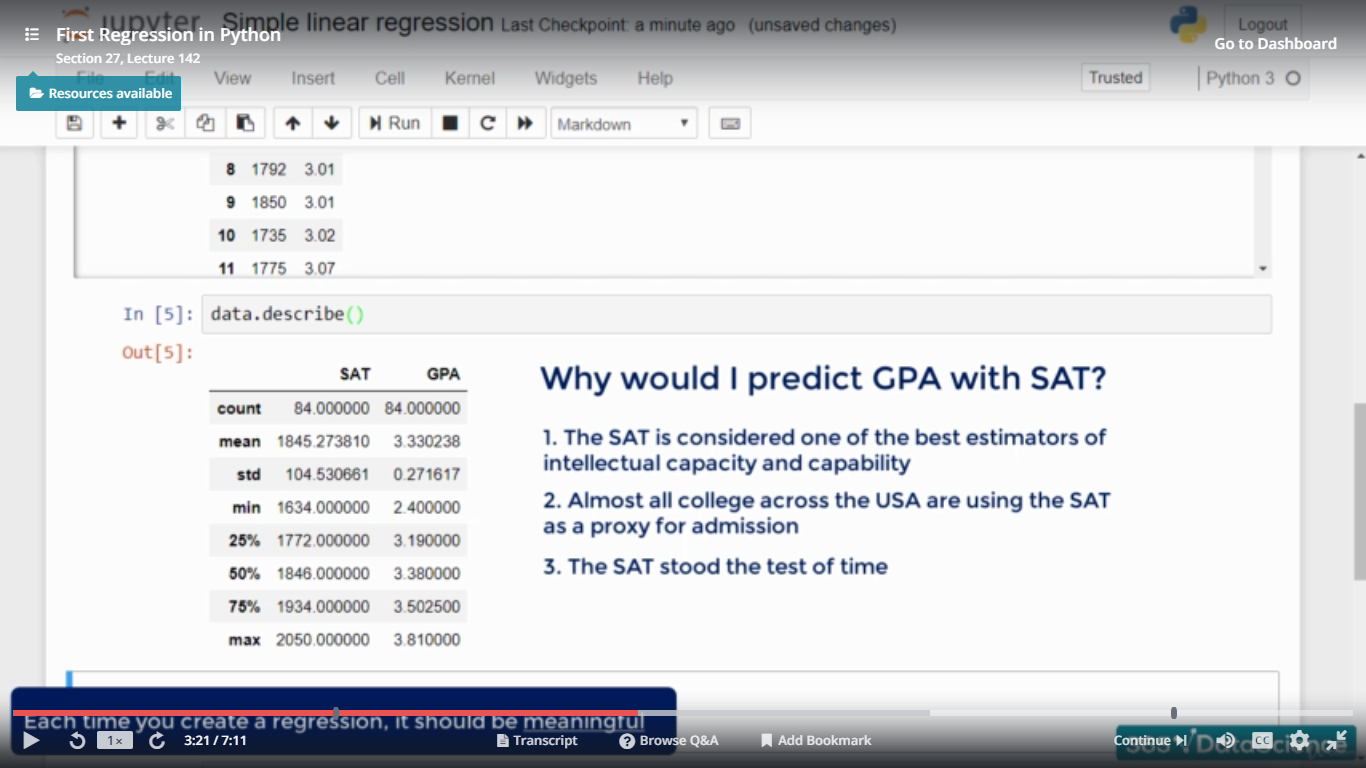 jupyter Simple linear regression Last Checkpoint: a minute ago (unsaved changes)
Logout
First Regression in Python
Section 27, Lecture 142
Go to Dashboard
File Edit View Insert Cell Kernel Widgets Help
Trusted
Python 3
Resources available
Run
Markdown
8 1792 3.01
9 1850 3.01
10 1735 3.02
11 1775 3.07
In [5]: data.describe()
Out[5]:
SAT GPA
count 84.000000 84.000000
mean 1845.273810 3.330238
std 104.530661 0.271617
min 1634.000000 2.400000
25% 1772.000000 3.190000
50% 1846.000000 3.380000
75% 1934.000000 3.502500
max 2050.000000 3.810000
Why would I predict GPA with SAT?
1. The SAT is considered one of the best estimators of
intellectual capacity and capability
2. Almost all college across the USA are using the SAT
as a proxy for admission
3. The SAT stood the test of time
Each time you create a regression, it should be meaningful
1x
3:21 / 7:11
Transcript
Browse Q&A
Add Bookmark
Continue
CC
365 DataScience